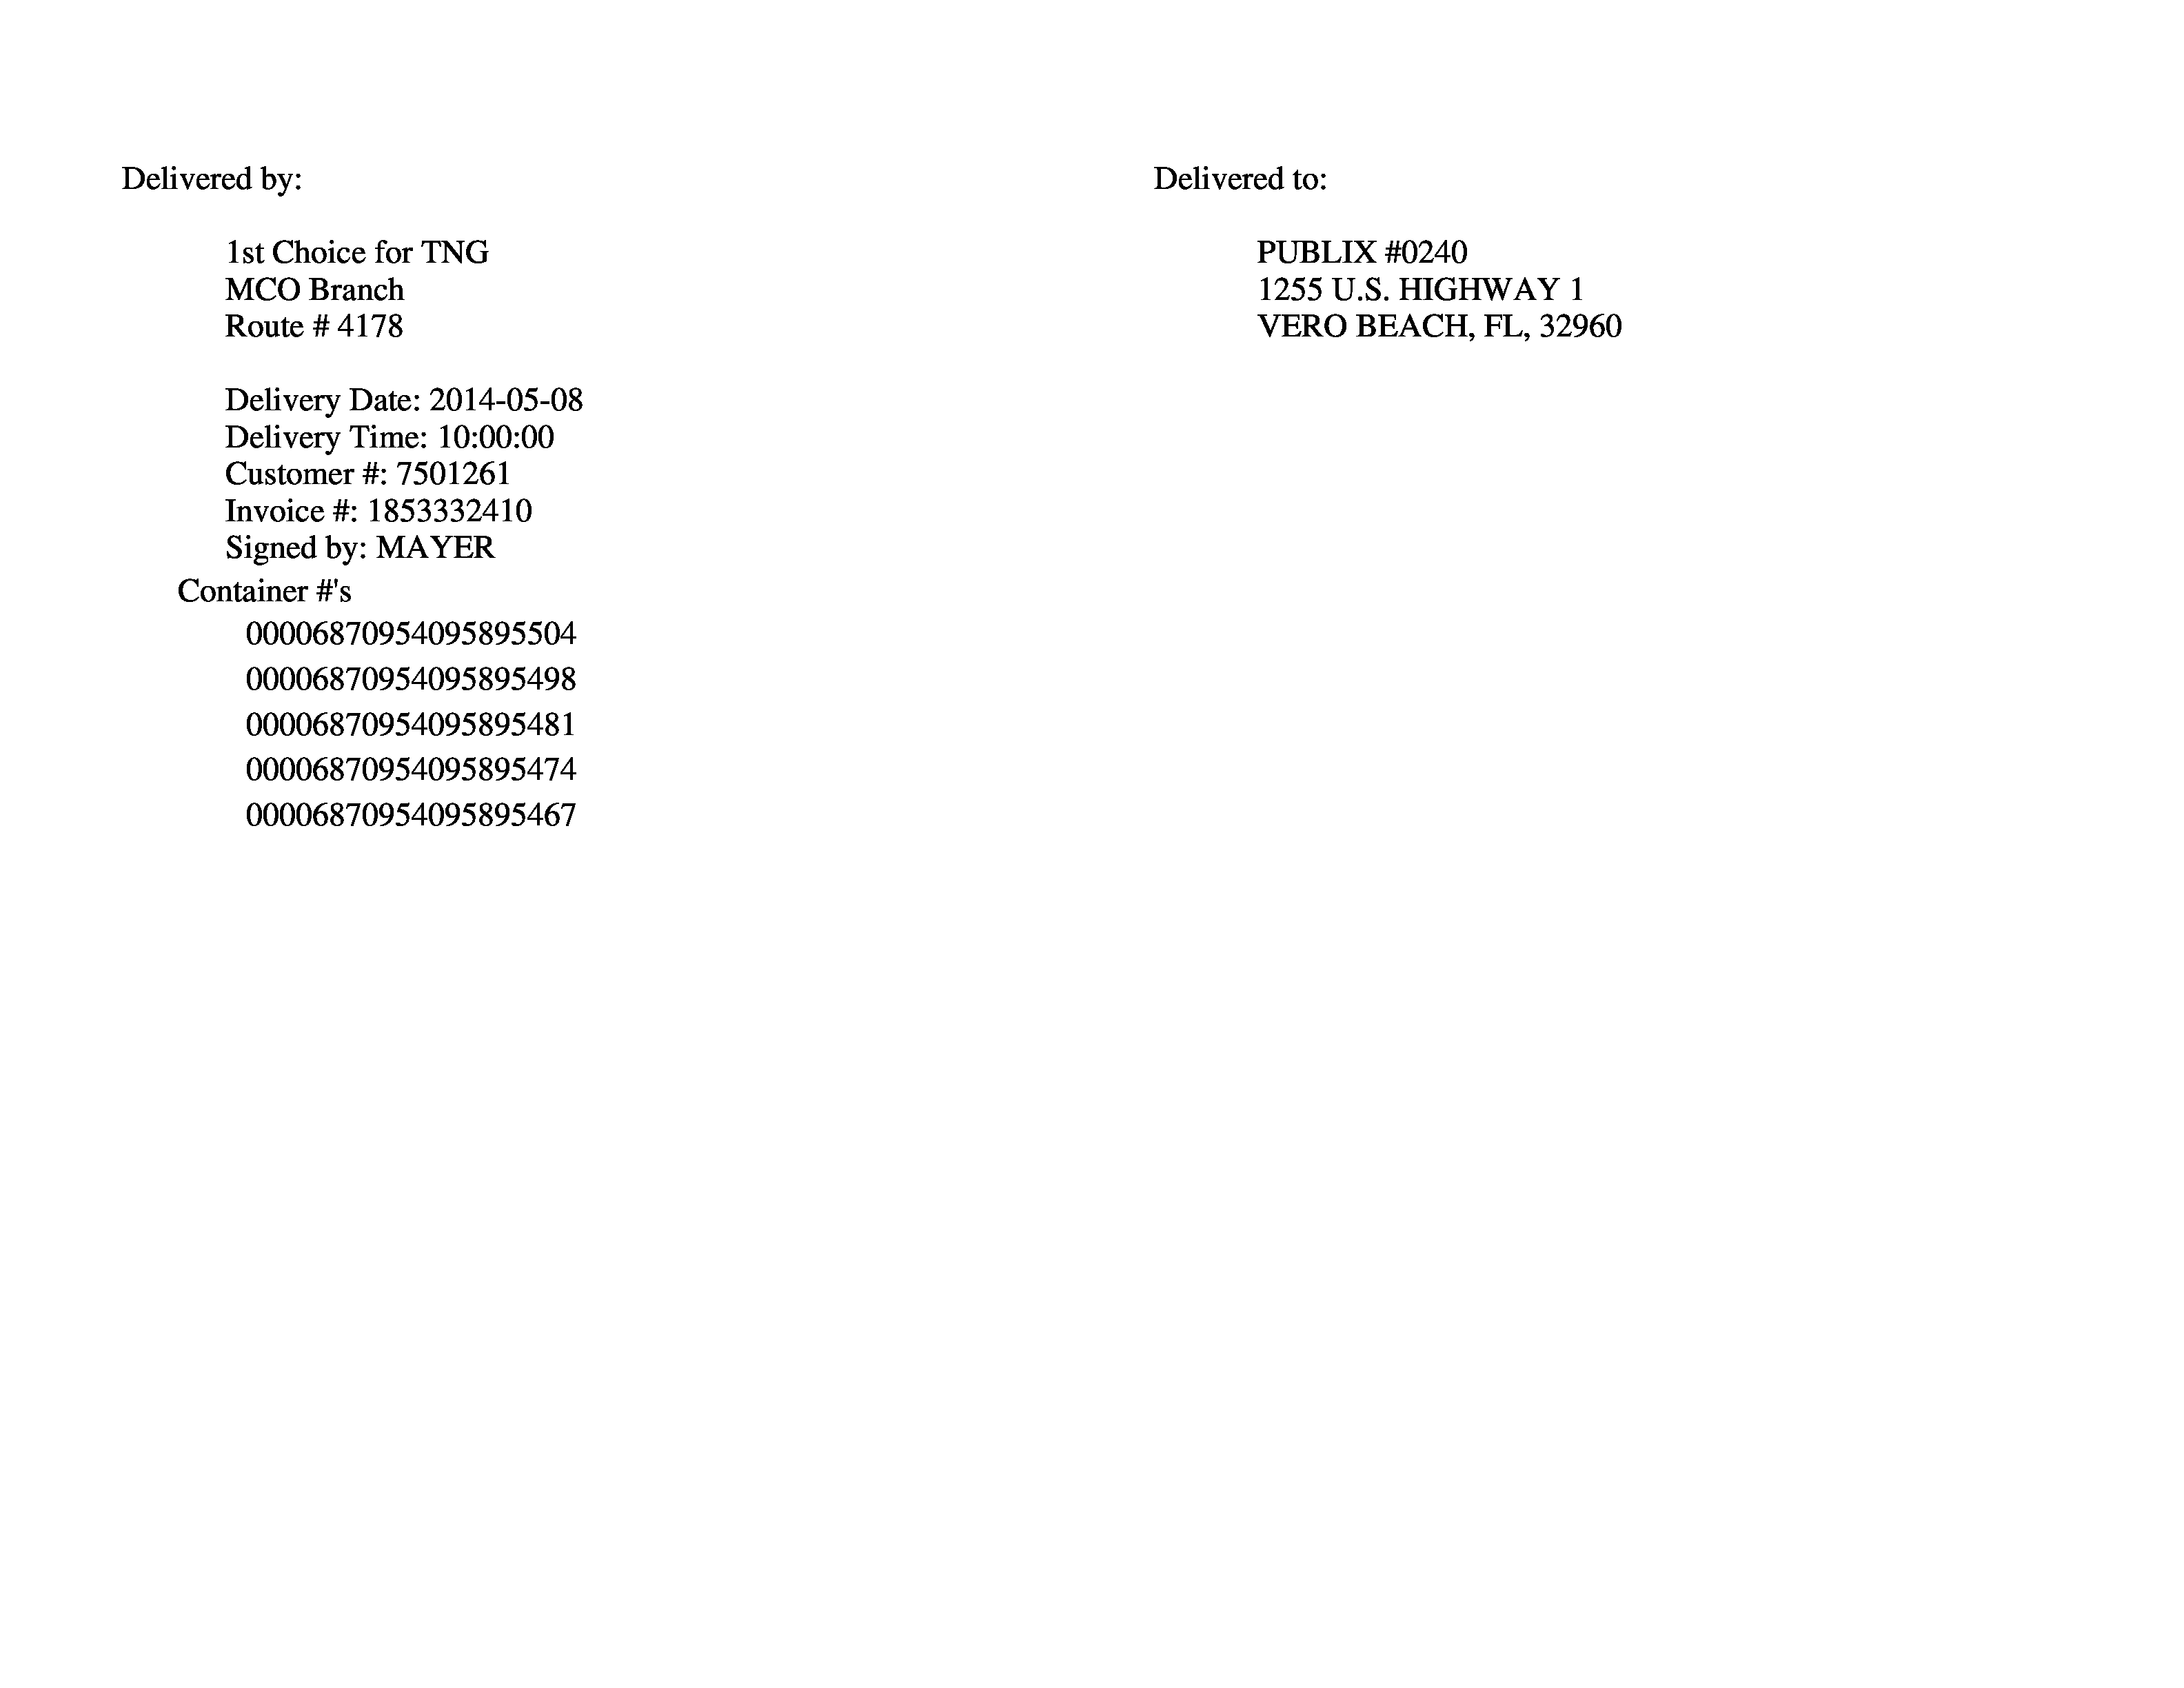 Delivered by:
1st Choice for TNG
MCO Branch
Route # 4178
Delivery Date: 2014-05-08
Delivery Time: 10:00:00
Customer #: 7501261
Invoice #: 1853332410
Signed by: MAYER
Container #'s
00006870954095895504
00006870954095895498
00006870954095895481
00006870954095895474
00006870954095895467
Delivered to:
PUBLIX #0240
1255 U.S. HIGHWAY 1
VERO BEACH, FL, 32960